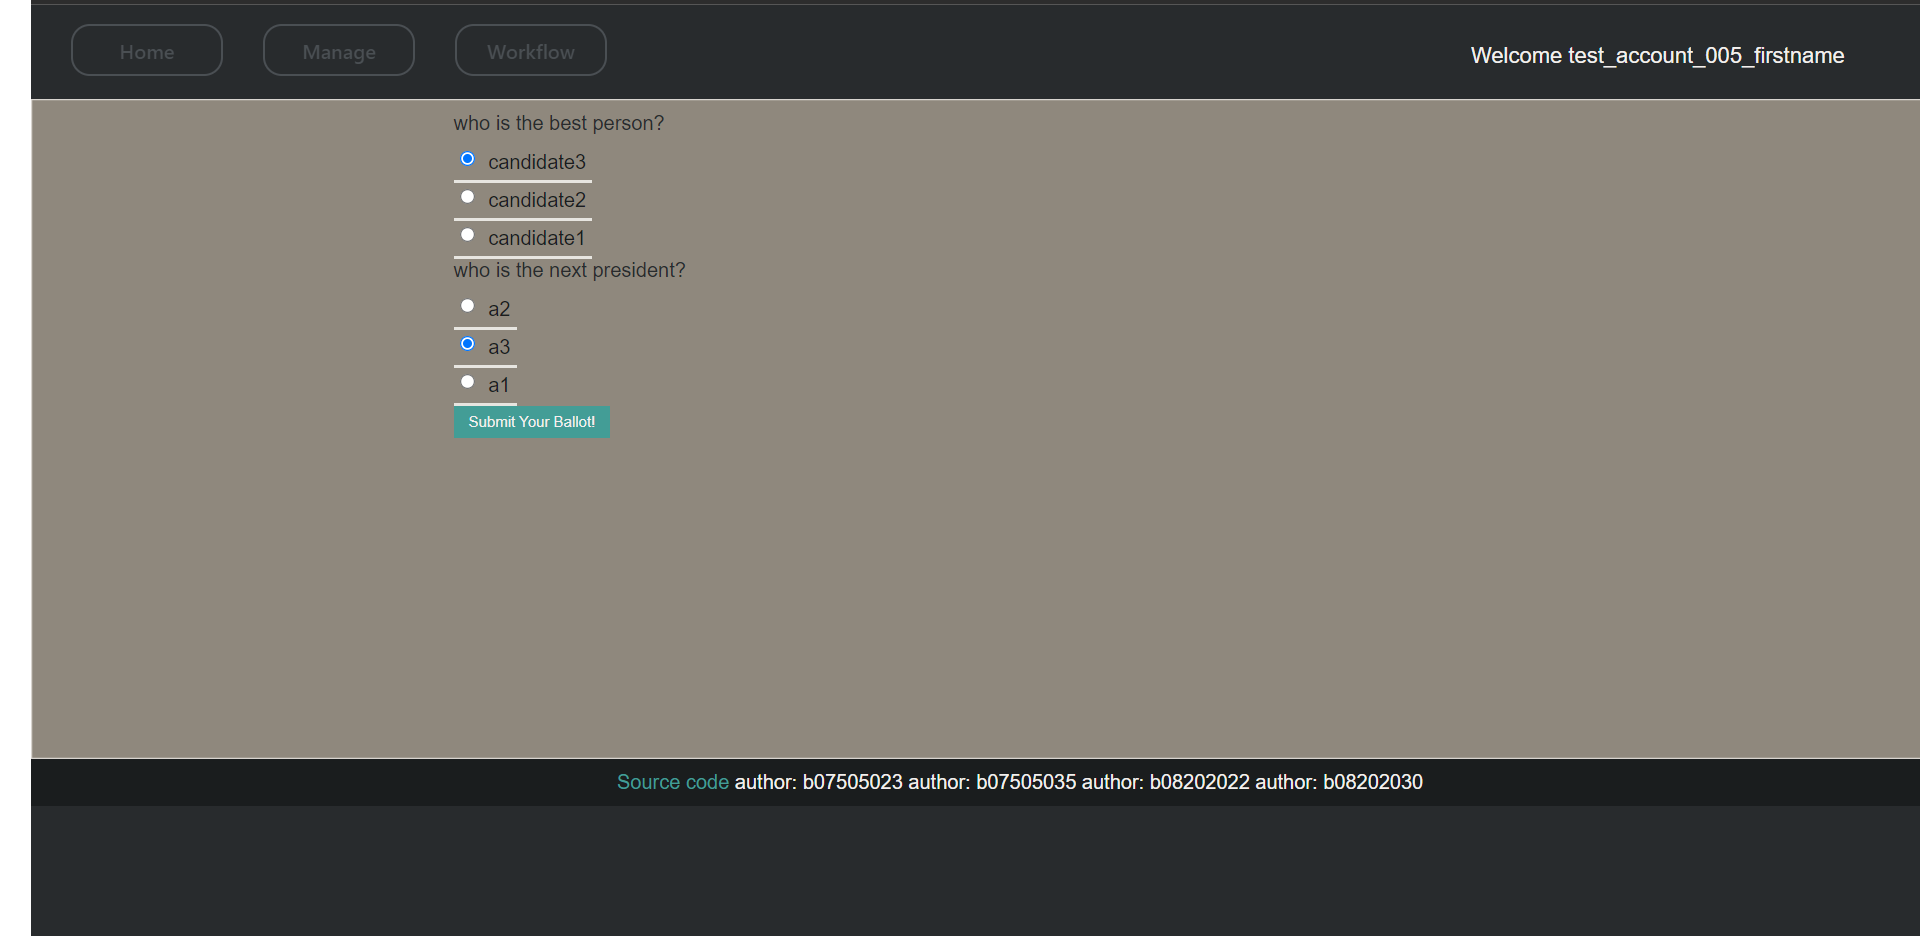 Home Manage Workflow Welcome test_account_005_firstname
who is the best person?
candidate3
candidate2
candidate1
who is the next president?
a2
a3
a1
Submit Your Ballot!
Source code author: b07505023 author: b07505035 author: b08202022 author: b08202030